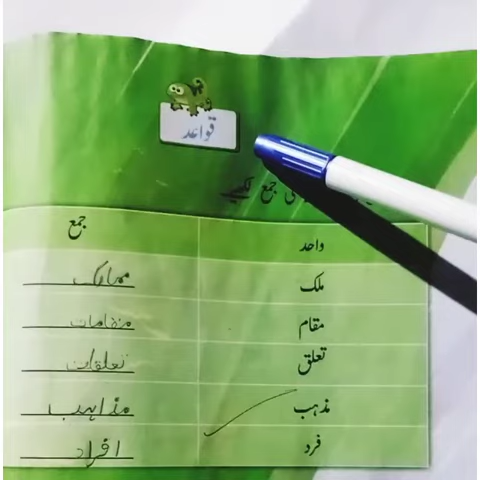 قواعد
جمع لکھیے
واحد جمع
ملک ممالک
مقام مقامات
تعلق تعلقات
مذہب مذاہب
فرد افراد